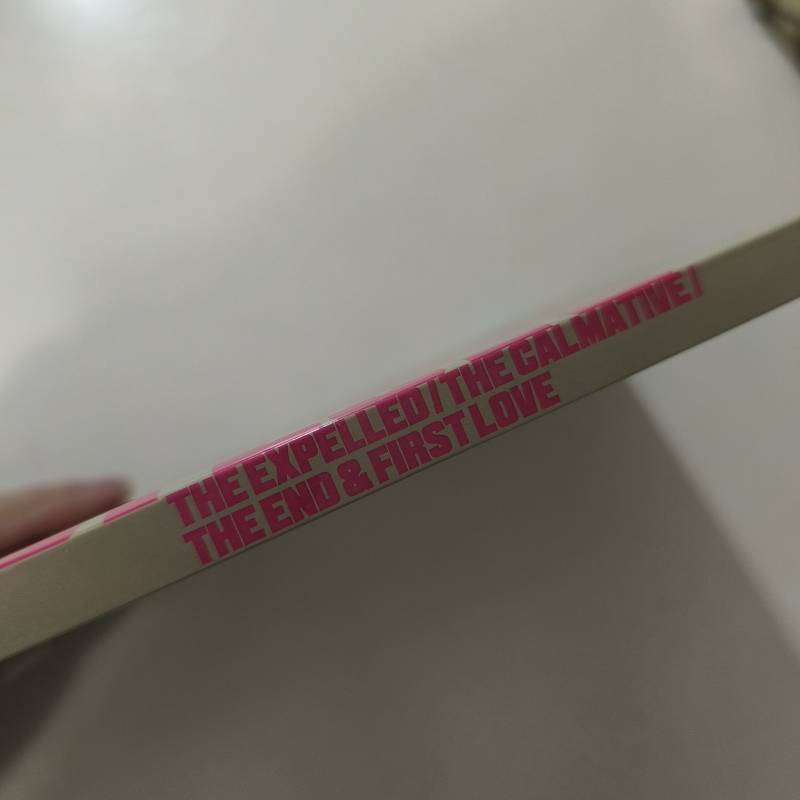 THE EXPELLED / THE CALMATIVE /
THE END & FIRST LOVE